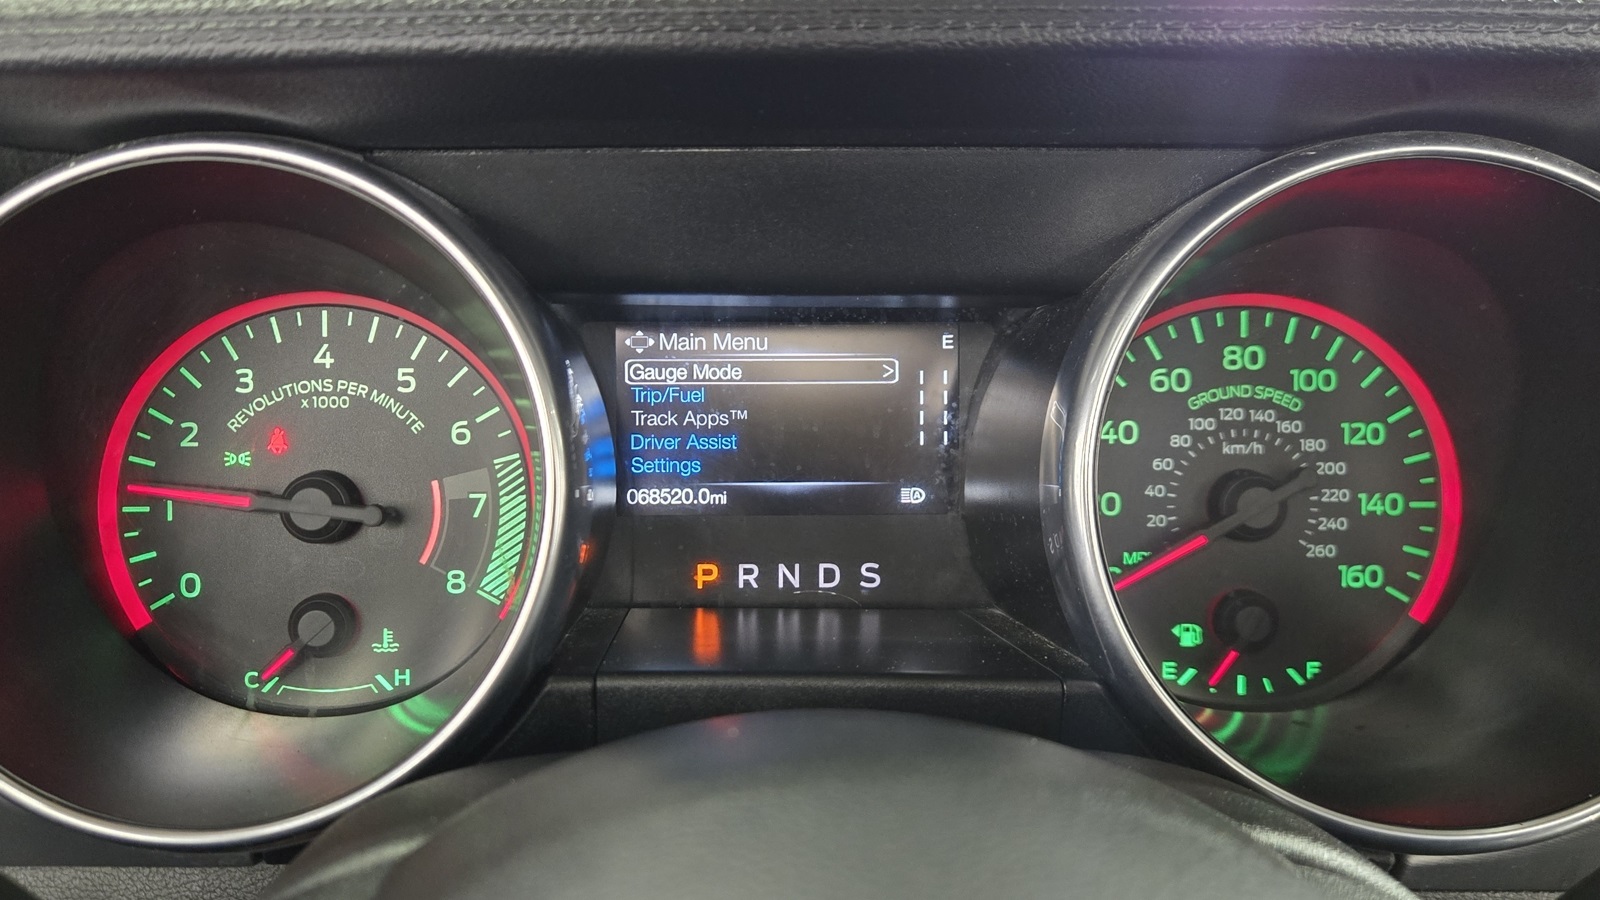 0
1
2
3
4
5
6
7
8
REVOLUTIONS PER MINUTE
x 1000
C
H
Main Menu
E
Gauge Mode >
Trip/Fuel
Track Apps™
Driver Assist
Settings
068520.0mi
A
P R N D S
40
60
80
100
120
140
160
GROUND SPEED
20
40
60
80
100
120
140
160
180
200
220
240
260
km/h
E
F